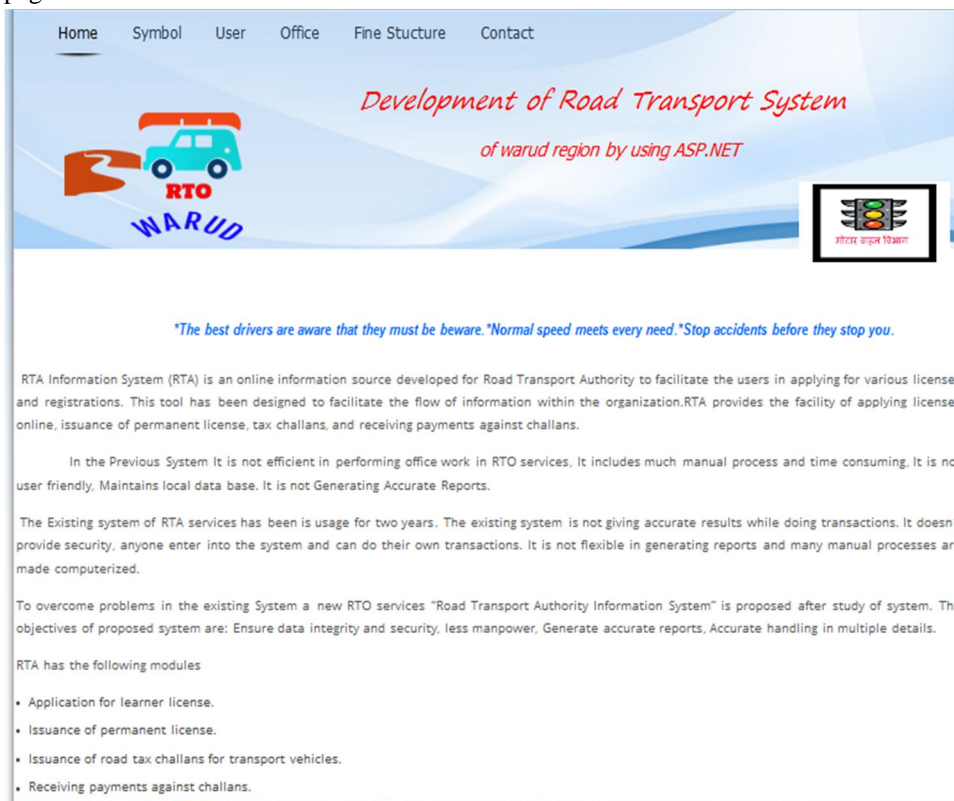 Home Symbol User Office Fine Stucture Contact
Development of Road Transport System
of warud region by using ASP.NET
RTO
WARUD
मोटार वाहन विभाग
*The best drivers are aware that they must be beware.*Normal speed meets every need.*Stop accidents before they stop you.
RTA Information System (RTA) is an online information source developed for Road Transport Authority to facilitate the users in applying for various license
and registrations. This tool has been designed to facilitate the flow of information within the organization.RTA provides the facility of applying license
online, issuance of permanent license, tax challans, and receiving payments against challans.
In the Previous System It is not efficient in performing office work in RTO services, It includes much manual process and time consuming, It is no
user friendly, Maintains local data base. It is not Generating Accurate Reports.
The Existing system of RTA services has been is usage for two years. The existing system is not giving accurate results while doing transactions. It doesn
provide security, anyone enter into the system and can do their own transactions. It is not flexible in generating reports and many manual processes ar
made computerized.
To overcome problems in the existing System a new RTO services “Road Transport Authority Information System” is proposed after study of system. Th
objectives of proposed system are: Ensure data integrity and security, less manpower, Generate accurate reports, Accurate handling in multiple details.
RTA has the following modules
• Application for learner license.
• Issuance of permanent license.
• Issuance of road tax challans for transport vehicles.
• Receiving payments against challans.